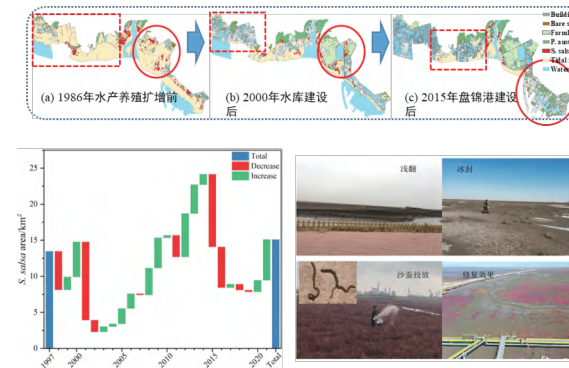 Buildi
Bare s
Farml
P. aus
S. sals
Tidal
Water
(a) 1986年水产养殖扩增前
(b) 2000年水库建设
后
(c) 2015年盘锦港建设
后
Total
Decrease
Increase
S. salsa area/km²
25
20
15
10
5
0
1997
2000
2005
2010
2015
2020
Total
浅翻
冰封
沙蚕投放
修复效果